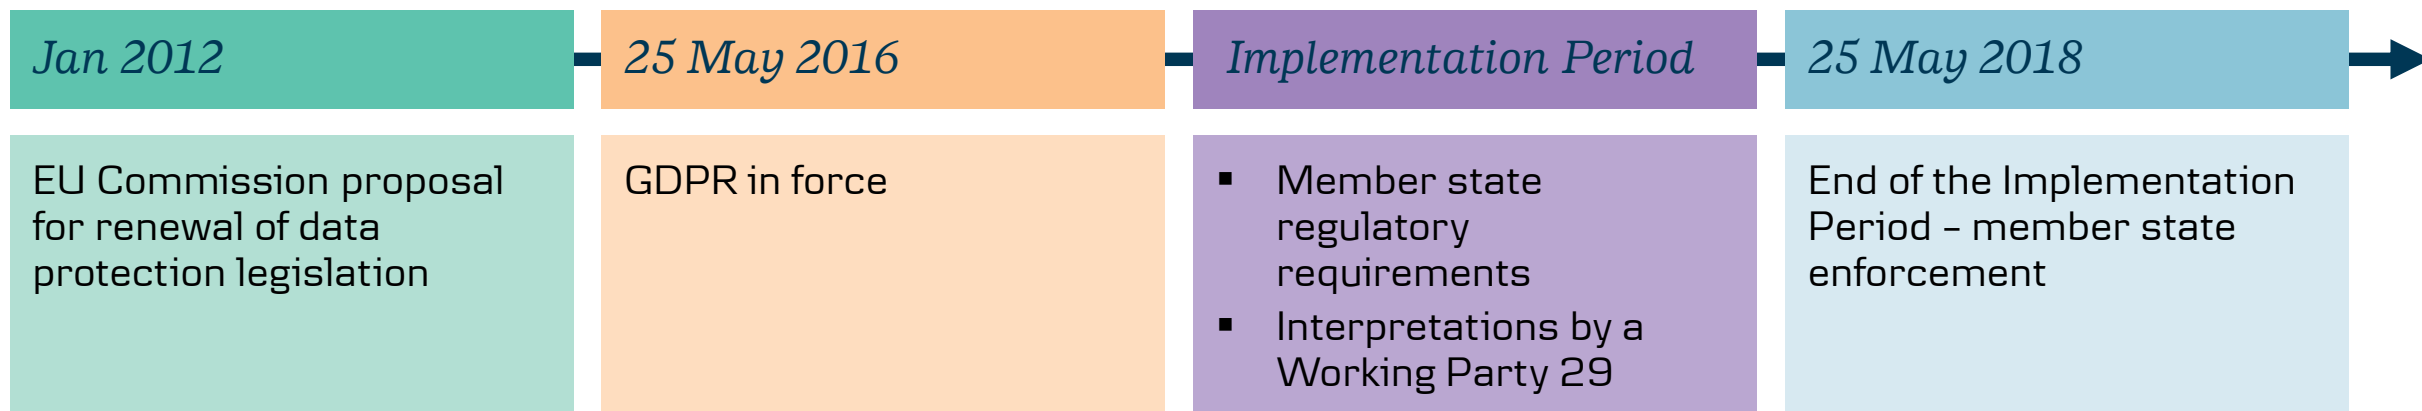 Jan 2012
25 May 2016
Implementation Period
25 May 2018
EU Commission proposal
for renewal of data
protection legislation
GDPR in force
▪ Member state
regulatory
requirements
▪ Interpretations by a
Working Party 29
End of the Implementation
Period – member state
enforcement